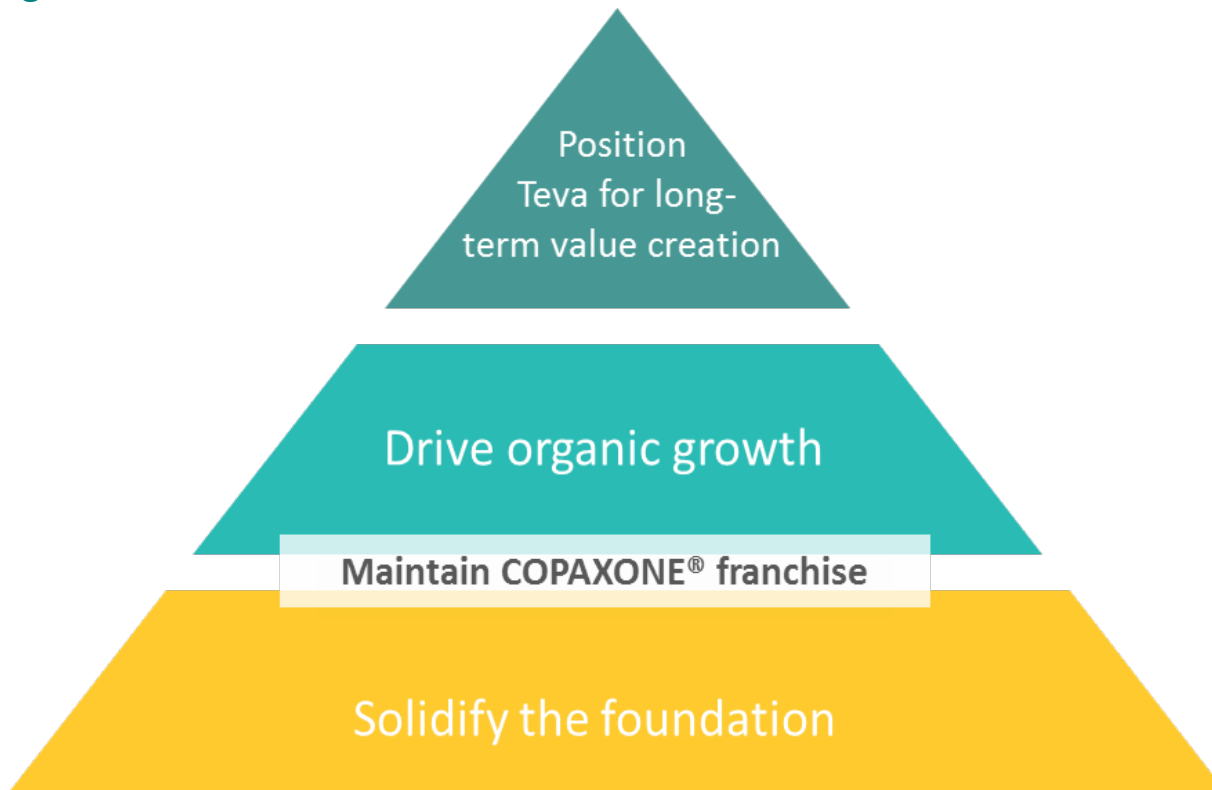 Position
Teva for long-
term value creation
Drive organic growth
Maintain COPAXONE® franchise
Solidify the foundation